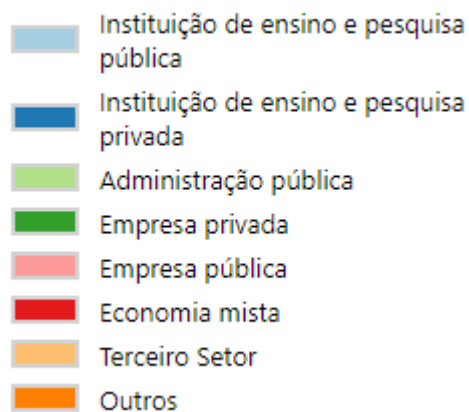 Instituição de ensino e pesquisa
pública
Instituição de ensino e pesquisa
privada
Administração pública
Empresa privada
Empresa pública
Economia mista
Terceiro Setor
Outros